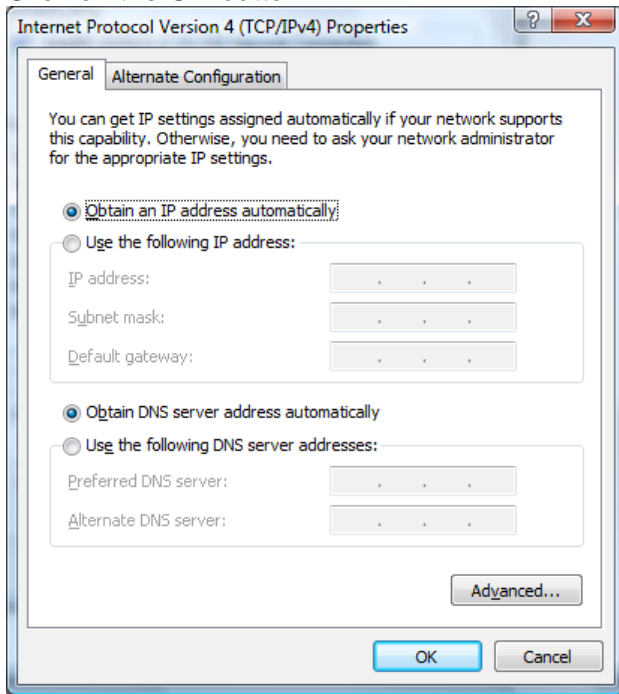 Internet Protocol Version 4 (TCP/IPv4) Properties
General
Alternate Configuration
You can get IP settings assigned automatically if your network supports
this capability. Otherwise, you need to ask your network administrator
for the appropriate IP settings.
Obtain an IP address automatically
Use the following IP address:
IP address:
Subnet mask:
Default gateway:
Obtain DNS server address automatically
Use the following DNS server addresses:
Preferred DNS server:
Alternate DNS server:
Advanced...
OK
Cancel